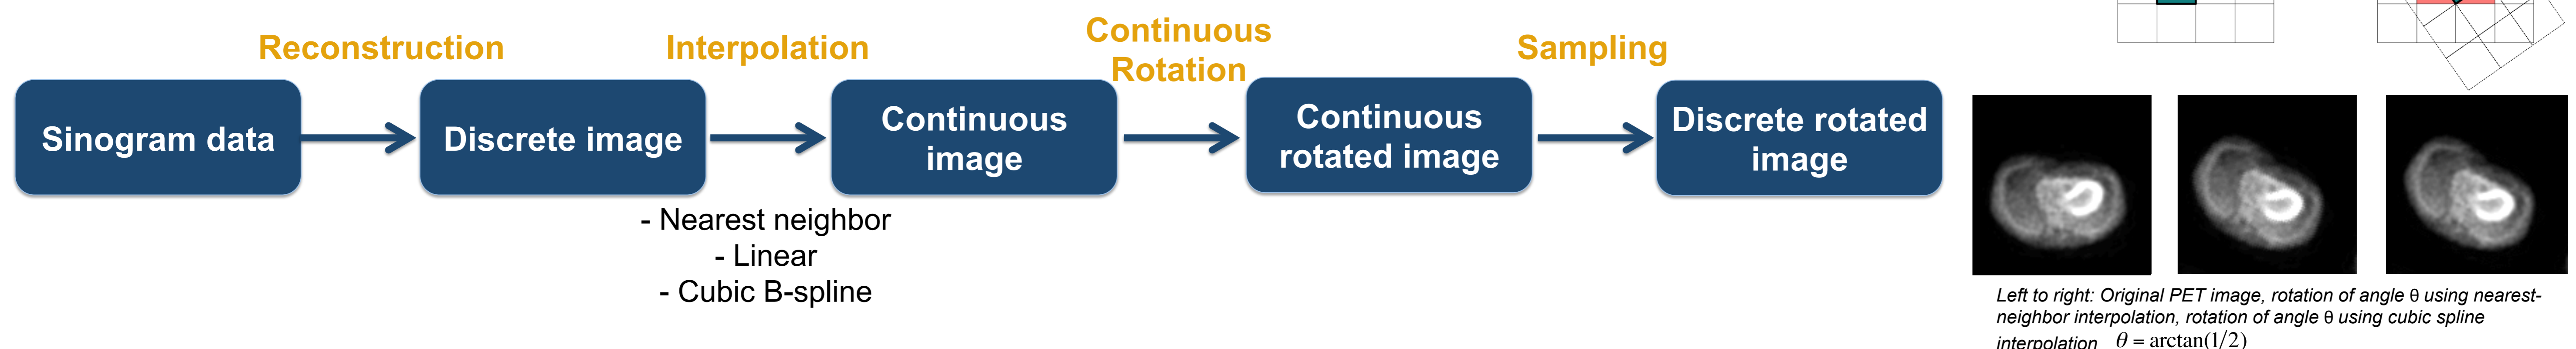 Reconstruction
Interpolation
Continuous
Rotation
Sampling
Sinogram data
Discrete image
Continuous
image
Continuous
rotated image
Discrete rotated
image
- Nearest neighbor
- Linear
- Cubic B-spline
Left to right: Original PET image, rotation of angle θ using nearest-
neighbor interpolation, rotation of angle θ using cubic spline
interpolation θ = arctan(1/2)